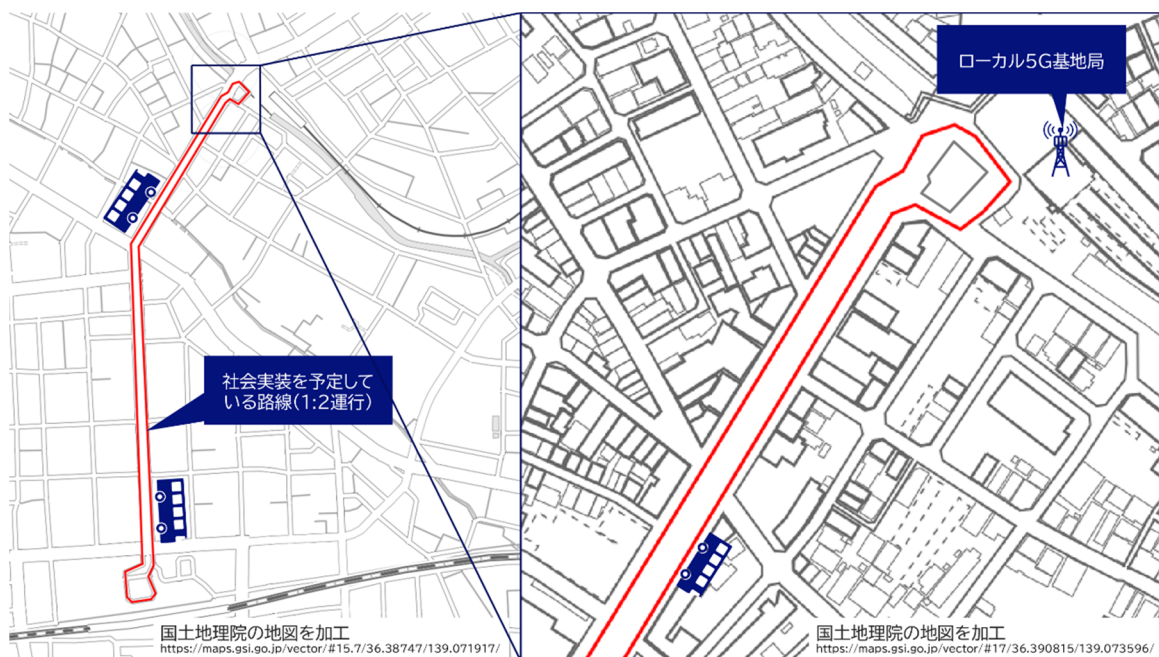 社会実装を予定して
いる路線(1:2運行)
国土地理院の地図を加工
https://maps.gsi.go.jp/vector/#15.7/36.38747/139.071917/
ローカル5G基地局
国土地理院の地図を加工
https://maps.gsi.go.jp/vector/#17/36.390815/139.073596/